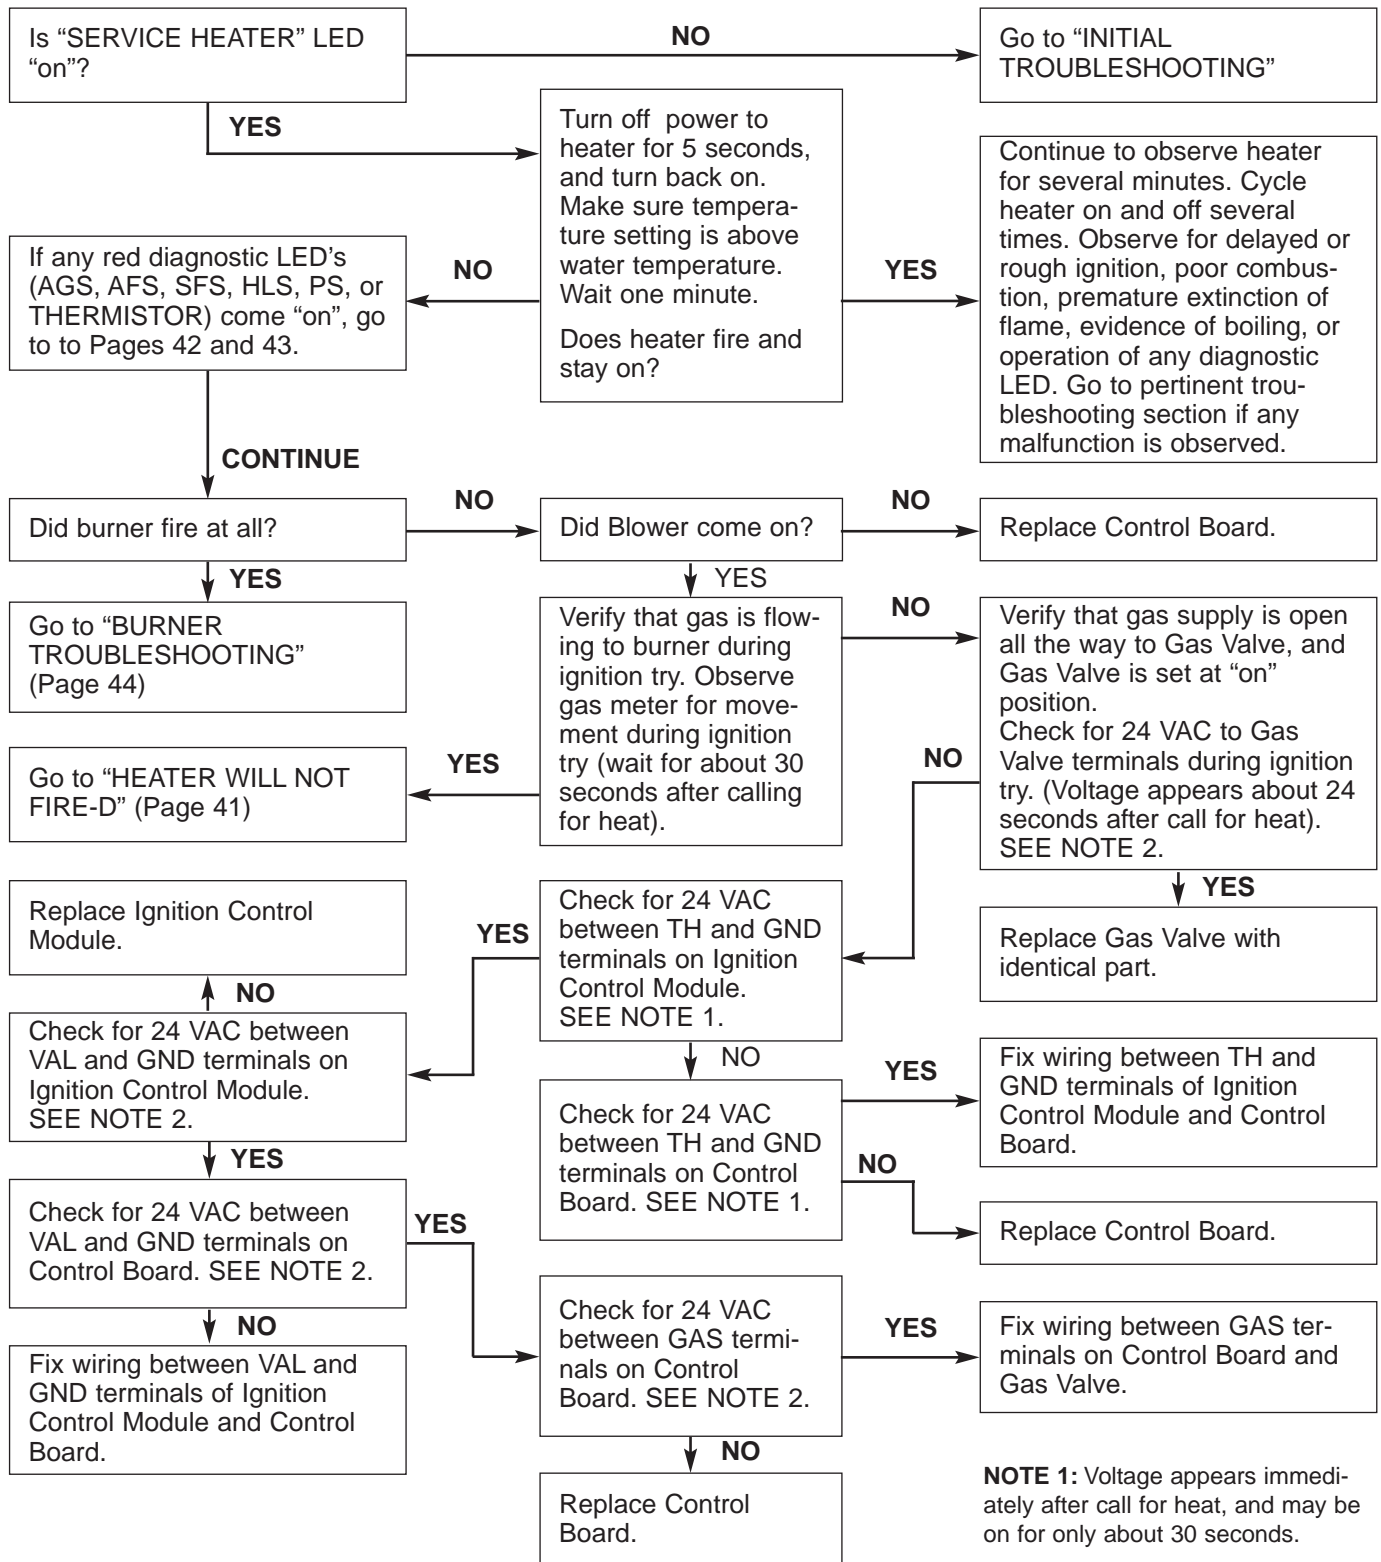 Is “SERVICE HEATER” LED
“on”?
NO
Go to “INITIAL
TROUBLESHOOTING”
YES
Turn off  power to
heater for 5 seconds,
and turn back on.
Make sure tempera-
ture setting is above
water temperature.
Wait one minute.
Does heater fire and
stay on?
NO
If any red diagnostic LED’s
(AGS, AFS, SFS, HLS, PS, or
THERMISTOR) come “on”, go
to to Pages 42 and 43.
YES
Continue to observe heater
for several minutes. Cycle
heater on and off several
times. Observe for delayed or
rough ignition, poor combus-
tion, premature extinction of
flame, evidence of boiling, or
operation of any diagnostic
LED. Go to pertinent trou-
bleshooting section if any
malfunction is observed.
CONTINUE
Did burner fire at all?
NO
Did Blower come on?
NO
Replace Control Board.
YES
Go to “BURNER
TROUBLESHOOTING”
(Page 44)
YES
Verify that gas is flow-
ing to burner during
ignition try. Observe
gas meter for move-
ment during ignition
try (wait for about 30
seconds after calling
for heat).
YES
Go to “HEATER WILL NOT
FIRE-D” (Page 41)
NO
Verify that gas supply is open
all the way to Gas Valve, and
Gas Valve is set at “on”
position.
Check for 24 VAC to Gas
Valve terminals during ignition
try. (Voltage appears about 24
seconds after call for heat).
SEE NOTE 2.
YES
Replace Gas Valve with
identical part.
NO
Check for 24 VAC
between TH and GND
terminals on Ignition
Control Module.
SEE NOTE 1.
YES
Replace Ignition Control
Module.
NO
Check for 24 VAC between
VAL and GND terminals on
Ignition Control Module.
SEE NOTE 2.
NO
Check for 24 VAC
between TH and GND
terminals on Control
Board. SEE NOTE 1.
YES
Fix wiring between TH and
GND terminals of Ignition
Control Module and Control
Board.
NO
Replace Control Board.
YES
Check for 24 VAC between
VAL and GND terminals on
Control Board. SEE NOTE 2.
YES
Check for 24 VAC
between GAS termi-
nals on Control
Board. SEE NOTE 2.
YES
Fix wiring between GAS ter-
minals on Control Board and
Gas Valve.
NO
Fix wiring between VAL and
GND terminals of Ignition
Control Module and Control
Board.
NO
Replace Control
Board.
NOTE 1: Voltage appears immedi-
ately after call for heat, and may be
on for only about 30 seconds.